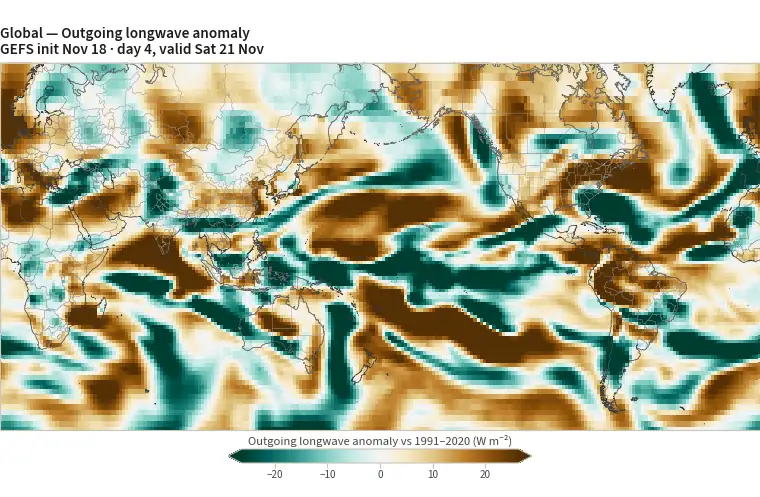 Global — Outgoing longwave anomaly
GEFS init Nov 18 · day 4, valid Sat 21 Nov
Outgoing longwave anomaly vs 1991–2020 (W m⁻²)
−20 −10 0 10 20